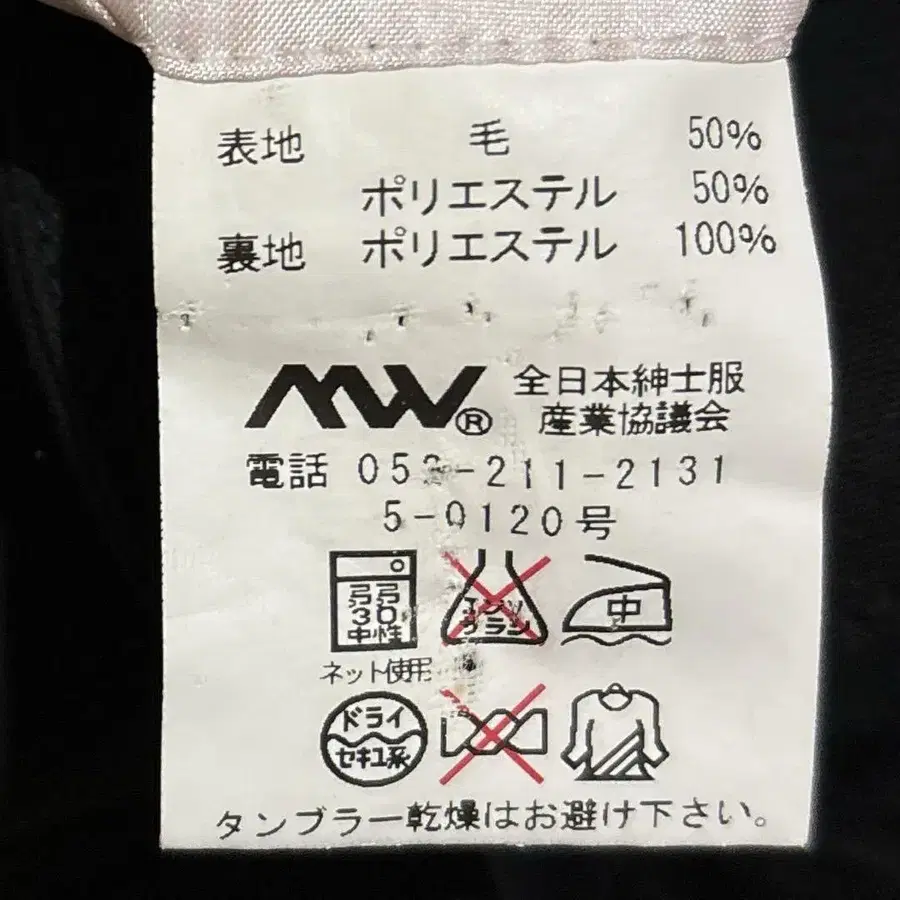 表地 毛 50%
ポリエステル 50%
裏地 ポリエステル 100%
MW® 全日本紳士服
産業協議会
電話 052-211-2131
5-0120号
弱
30
中性
エンソ
サラシ
中
ネット使用
ドライ
セキユ系
タンブラー乾燥はお避け下さい。